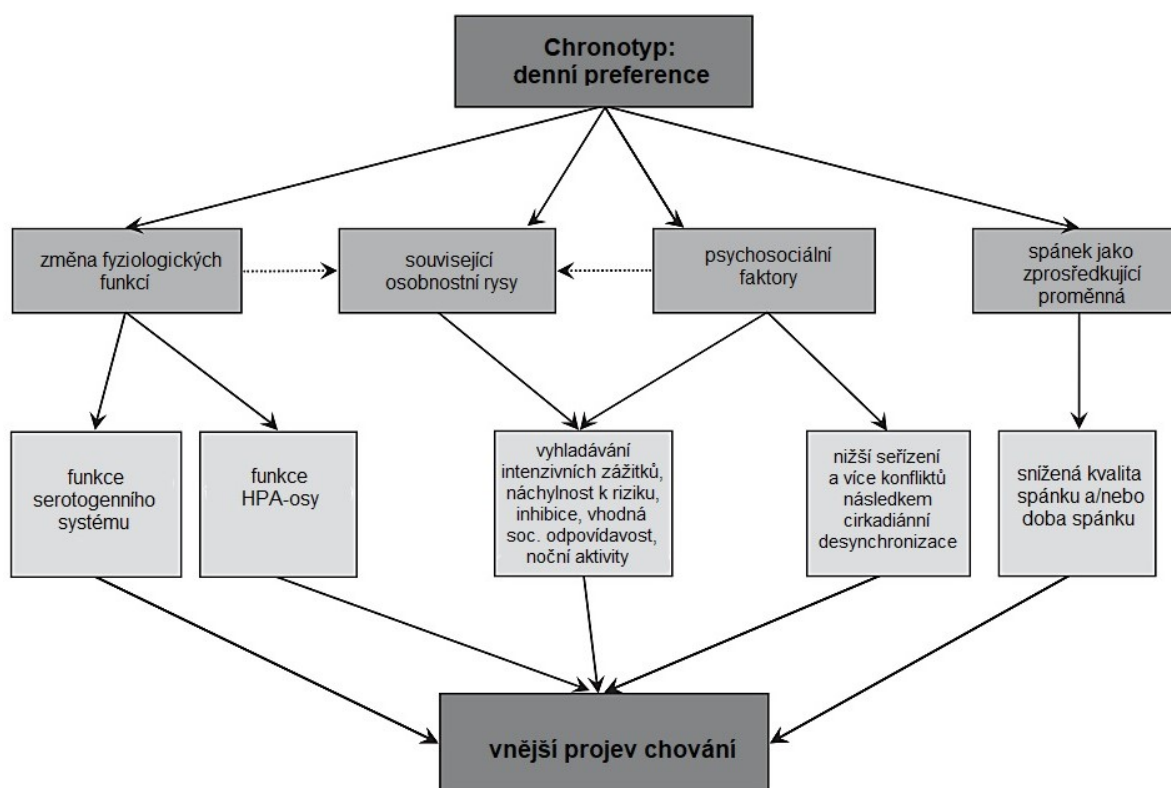 Chronotyp:
denní preference
změna fyziologických
funkcí
související
osobnostní rysy
psychosociální
faktory
spánek jako
zprosředkující
proměnná
funkce
serotogenního
systému
funkce
HPA-osy
vyhladávání
intenzivních zážitků,
náchylnost k riziku,
inhibice, vhodná
soc. odpovídavost,
noční aktivity
nižší seřízení
a více konfliktů
následkem
cirkadiánní
desynchronizace
snížená kvalita
spánku a/nebo
doba spánku
vnější projev chování